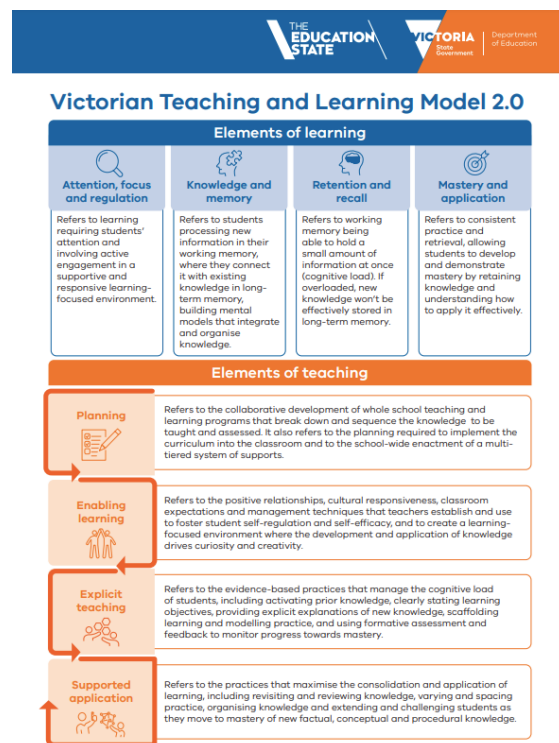 THE
EDUCATION
STATE
VICTORIA
State
Government
Department
of Education
Victorian Teaching and Learning Model 2.0
Elements of learning
Attention, focus
and regulation
Refers to learning
requiring students'
attention and
involving active
engagement in a
supportive and
responsive learning-
focused environment.
Knowledge and
memory
Refers to students
processing new
information in their
working memory,
where they connect
it with existing
knowledge in long-
term memory,
building mental
models that integrate
and organise
knowledge.
Retention and
recall
Refers to working
memory being
able to hold a
small amount of
information at once
(cognitive load). If
overloaded, new
knowledge won't be
effectively stored in
long-term memory.
Mastery and
application
Refers to consistent
practice and
retrieval, allowing
students to develop
and demonstrate
mastery by retaining
knowledge and
understanding how
to apply it effectively.
Elements of teaching
Planning
Refers to the collaborative development of whole school teaching and
learning programs that break down and sequence the knowledge to be
taught and assessed. It also refers to the planning required to implement the
curriculum into the classroom and to the school-wide enactment of a multi-
tiered system of supports.
Enabling
learning
Refers to the positive relationships, cultural responsiveness, classroom
expectations and management techniques that teachers establish and use
to foster student self-regulation and self-efficacy, and to create a learning-
focused environment where the development and application of knowledge
drives curiosity and creativity.
Explicit
teaching
Refers to the evidence-based practices that manage the cognitive load
of students, including activating prior knowledge, clearly stating learning
objectives, providing explicit explanations of new knowledge, scaffolding
learning and modelling practice, and using formative assessment and
feedback to monitor progress towards mastery.
Supported
application
Refers to the practices that maximise the consolidation and application of
learning, including revisiting and reviewing knowledge, varying and spacing
practice, organising knowledge and extending and challenging students as
they move to mastery of new factual, conceptual and procedural knowledge.